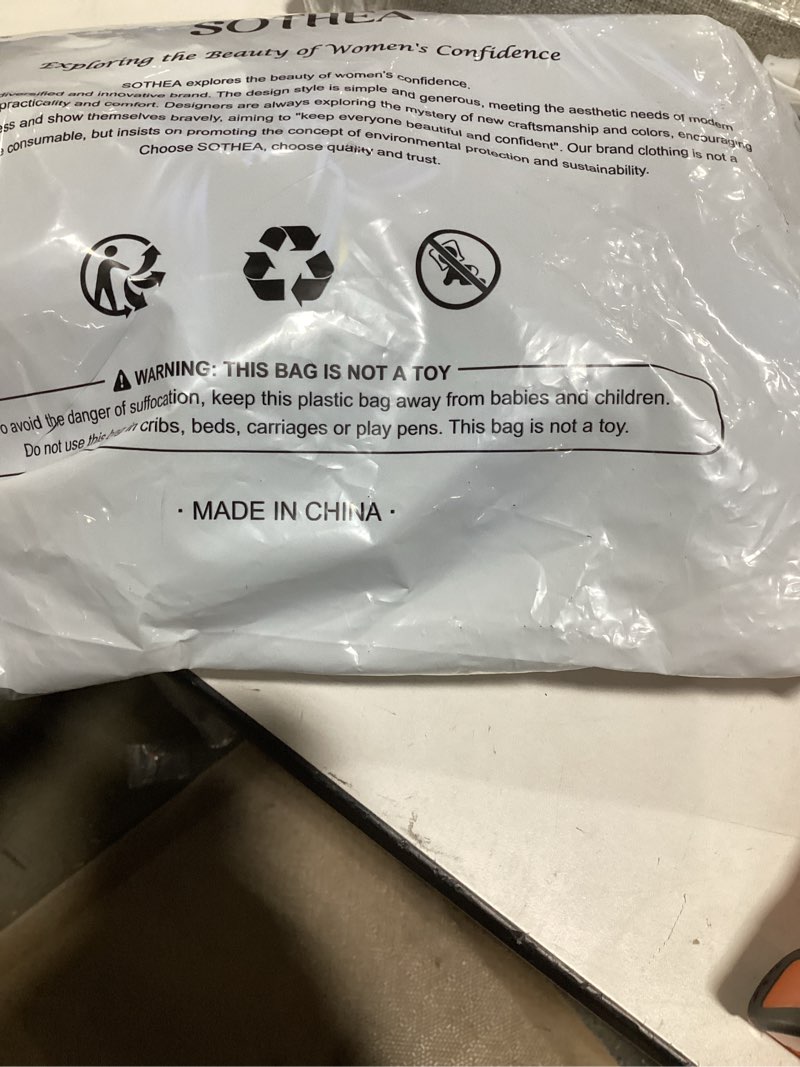 SOTHEA
Exploring the Beauty of Women's Confidence
SOTHEA explores the beauty of women's confidence.
diversified and innovative brand. The design style is simple and generous, meeting the aesthetic needs of modern
practicality and comfort. Designers are always exploring the mystery of new craftsmanship and colors, encouraging
ess and show themselves bravely, aiming to "keep everyone beautiful and confident". Our brand clothing is not a
consumable, but insists on promoting the concept of environmental protection and sustainability.
Choose SOTHEA, choose quality and trust.
WARNING: THIS BAG IS NOT A TOY
o avoid the danger of suffocation, keep this plastic bag away from babies and children.
Do not use this cribs, beds, carriages or play pens. This bag is not a toy.
· MADE IN CHINA ·